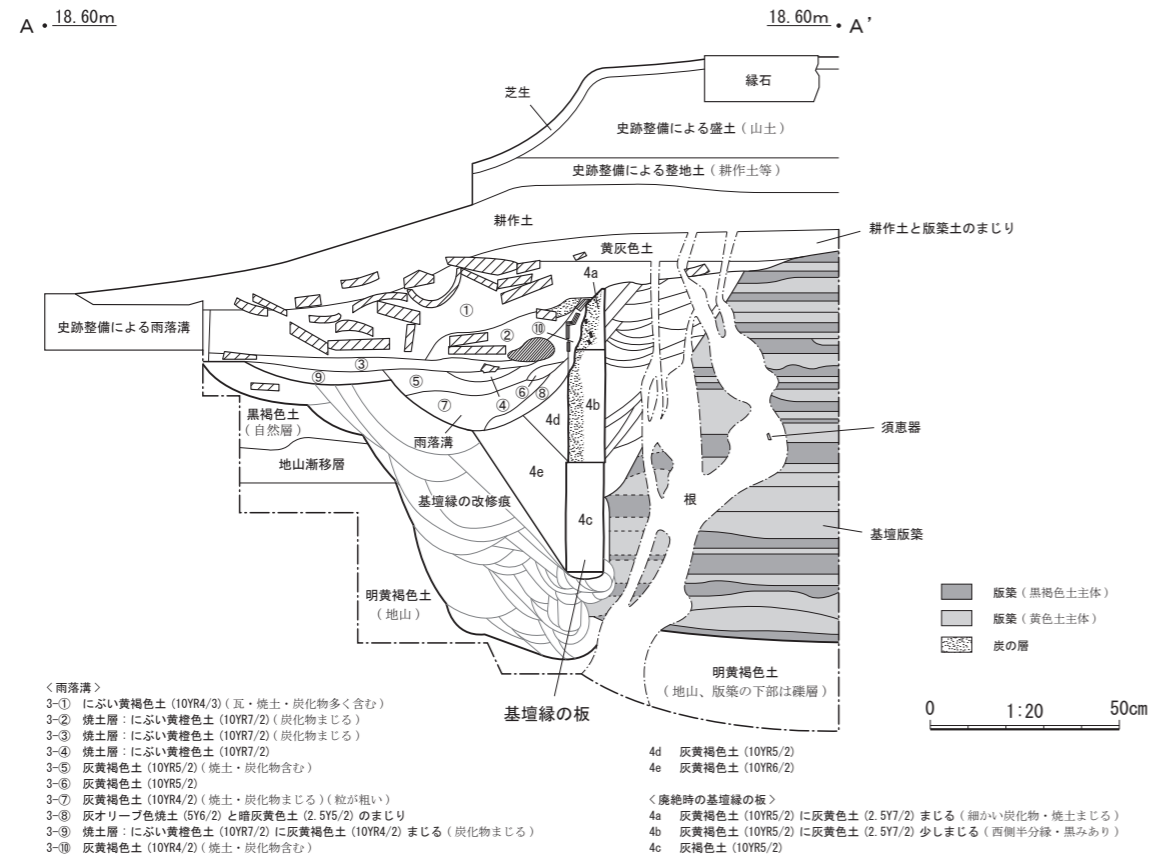 A・18.60m
18.60m・A'
縁石
芝生
史跡整備による盛土(山土)
史跡整備による整地土(耕作土等)
耕作土
耕作土と版築土のまじり
黄灰色土
4a
①
史跡整備による雨落溝
②
⑩
③
⑨
⑤
④
⑥
⑧
⑦
4b
4d
黒褐色土
(自然層)
雨落溝
須恵器
地山漸移層
4e
基壇縁の改修痕
根
4c
基壇版築
明黄褐色土
(地山)
版築(黒褐色土主体)
版築(黄色土主体)
炭の層
明黄褐色土
(地山、版築の下部は礫層)
基壇縁の板
0 1:20 50cm
<雨落溝>
3-① にぶい黄褐色土(10YR4/3)(瓦・焼土・炭化物多く含む)
3-② 焼土層:にぶい黄橙色土(10YR7/2)(炭化物まじる)
3-③ 焼土層:にぶい黄橙色土(10YR7/2)(炭化物まじる)
3-④ 焼土層:にぶい黄橙色土(10YR7/2)
3-⑤ 灰黄褐色土(10YR5/2)(焼土・炭化物含む)
3-⑥ 灰黄褐色土(10YR5/2)
3-⑦ 灰黄褐色土(10YR4/2)(焼土・炭化物まじる)(粒が粗い)
3-⑧ 灰オリーブ色焼土(5Y6/2)と暗灰黄色土(2.5Y5/2)のまじり
3-⑨ 焼土層:にぶい黄橙色土(10YR7/2)に灰黄褐色土(10YR4/2)まじる(炭化物まじる)
3-⑩ 灰黄褐色土(10YR4/2)(焼土・炭化物含む)
4d 灰黄褐色土(10YR5/2)
4e 灰黄褐色土(10YR6/2)
<廃絶時の基壇縁の板>
4a 灰黄褐色土(10YR5/2)に灰黄色土(2.5Y7/2)まじる(細かい炭化物・焼土まじる)
4b 灰黄褐色土(10YR5/2)に灰黄色土(2.5Y7/2)少しまじる(西側半分縁・黒みあり)
4c 灰褐色土(10YR5/2)